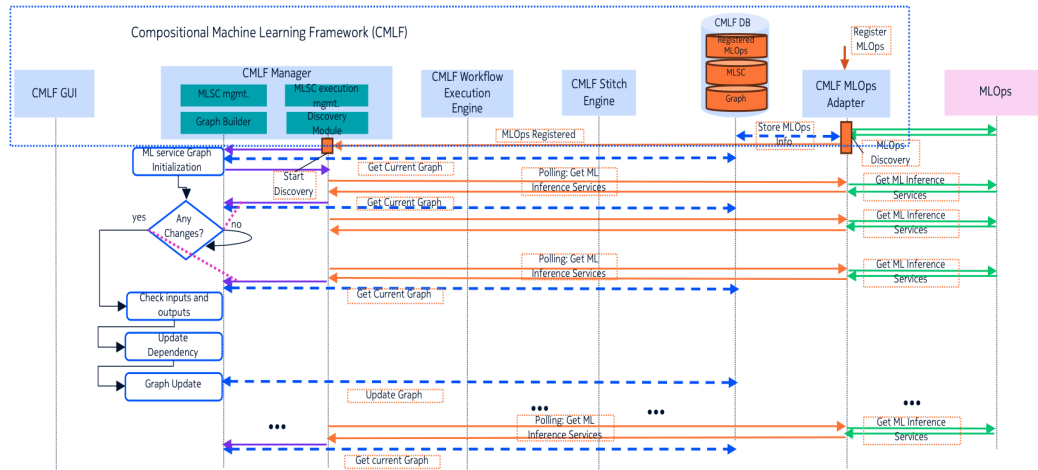 Compositional Machine Learning Framework (CMLF)
CMLF DB
Registered
MLOps
MLSC
Graph
Register
MLOps
CMLF GUI
CMLF Manager
MLSC mgmt.
MLSC execution
mgmt.
Graph Builder
Discovery
Module
CMLF Workflow
Execution
Engine
CMLF Stitch
Engine
CMLF MLOps
Adapter
MLOps
MLOps Registered
Store MLOps
Info
MLOps
Discovery
ML service Graph
Initialization
Start
Discovery
Get Current Graph
Polling: Get ML
Inference Services
Get ML Inference
Services
Get Current Graph
yes
Any
Changes?
no
Get ML Inference
Services
Polling: Get ML
Inference Services
Get ML Inference
Services
Get Current Graph
Check inputs and
outputs
Update
Dependency
Graph Update
Update Graph
...
...
...
...
...
Polling: Get ML
Inference Services
Get ML Inference
Services
Get current Graph